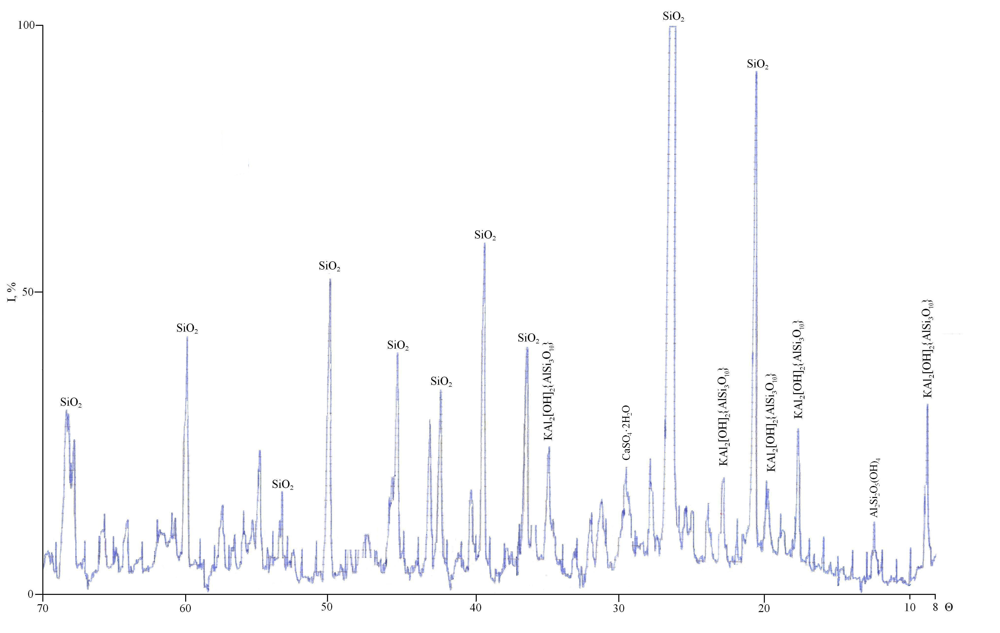 SiO₂
100
SiO₂
SiO₂
SiO₂
I, %
50
SiO₂
SiO₂
SiO₂
SiO₂
SiO₂
SiO₂
SiO₂
KAl₂[OH]₂{AlSi₃O₁₀}
CaSO₄·2H₂O
KAl₂[OH]₂{AlSi₃O₁₀}
KAl₂[OH]₂{AlSi₃O₁₀}
KAl₂[OH]₂{AlSi₃O₁₀}
Al₂Si₂O₅(OH)₄
KAl₂[OH]₂{AlSi₃O₁₀}
0
70 60 50 40 30 20 10 8 Θ